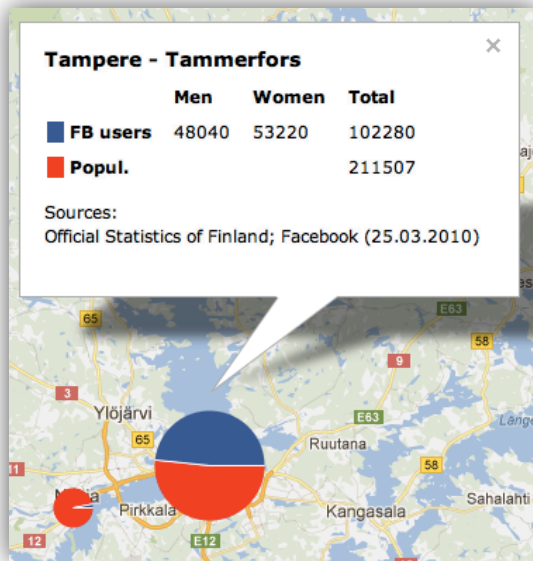 ×
Tampere - Tammerfors
Men Women Total
FB users 48040 53220 102280
Popul. 211507
Sources:
Official Statistics of Finland; Facebook (25.03.2010)
E63
65
58
9
3
Ylöjärvi
E63
65
Ruutana
58
Pirkkala
Kangasala
Sahalahti
12
E12